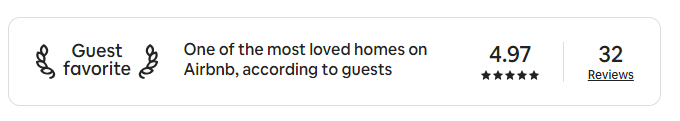 Guest
favorite
One of the most loved homes on
Airbnb, according to guests
4.97
32
Reviews